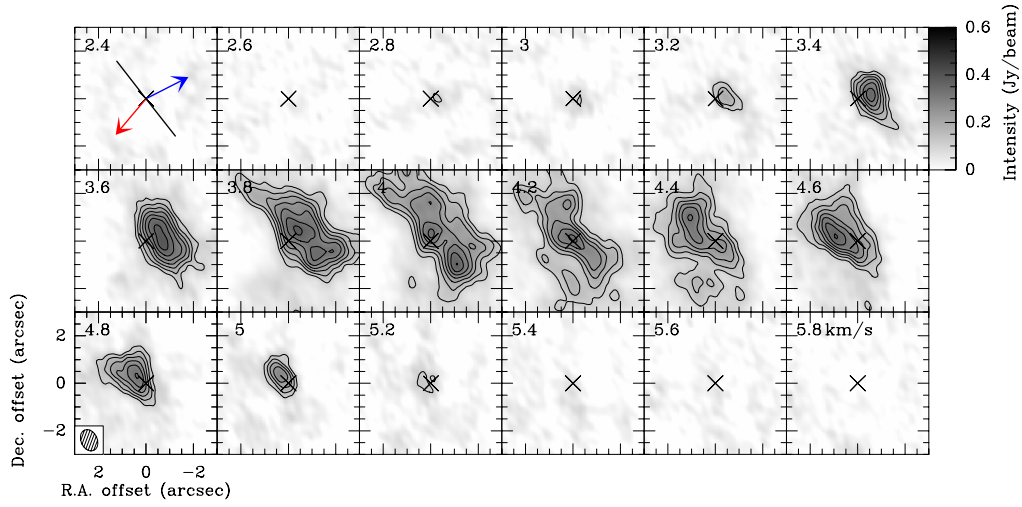 2.4 2.6 2.8 3 3.2 3.4
0.6
0.4
0.2
0
Intensity (Jy/beam)
3.6 3.8 4 4.2 4.4 4.6
4.8 5 5.2 5.4 5.6 5.8 km/s
2
0
−2
Dec. offset (arcsec)
2 0 −2
R.A. offset (arcsec)